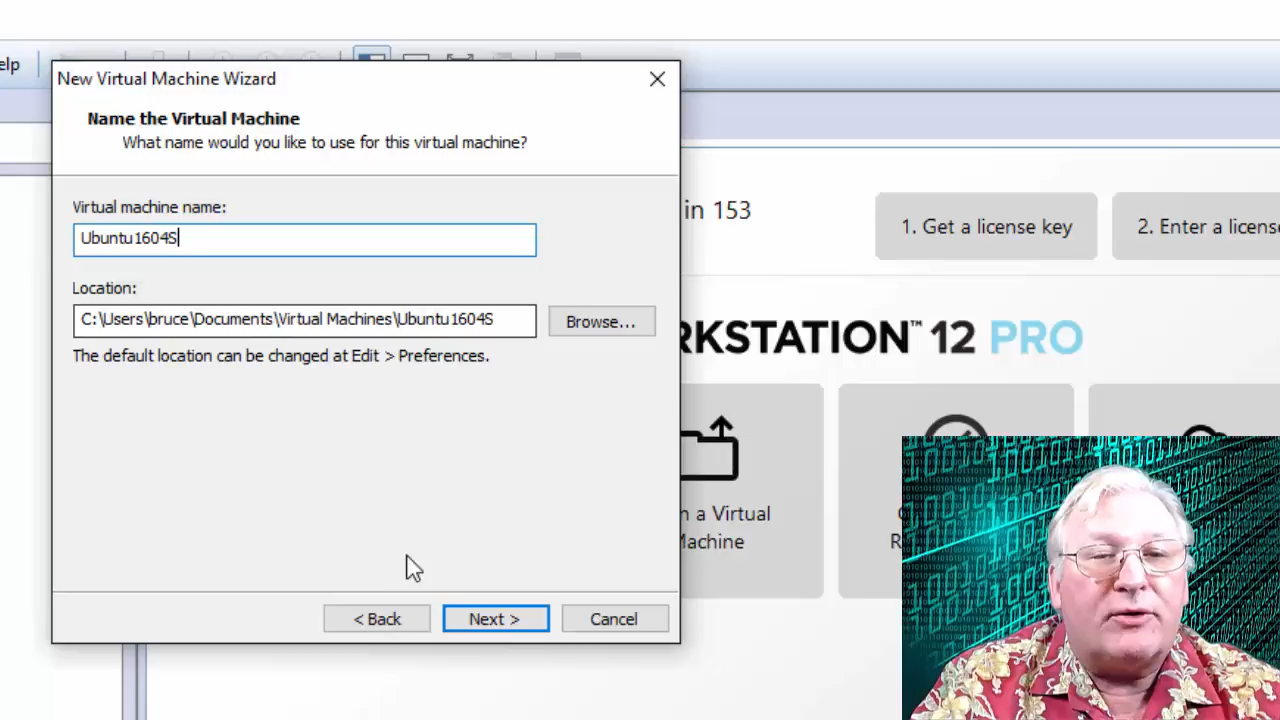 elp
New Virtual Machine Wizard
Name the Virtual Machine
What name would you like to use for this virtual machine?
Virtual machine name:
Ubuntu1604S
Location:
C:\Users\bruce\Documents\Virtual Machines\Ubuntu1604S
Browse...
The default location can be changed at Edit > Preferences.
< Back
Next >
Cancel
in 153
1. Get a license key
2. Enter a licens
RKSTATION™ 12 PRO
n a Virtual
Machine